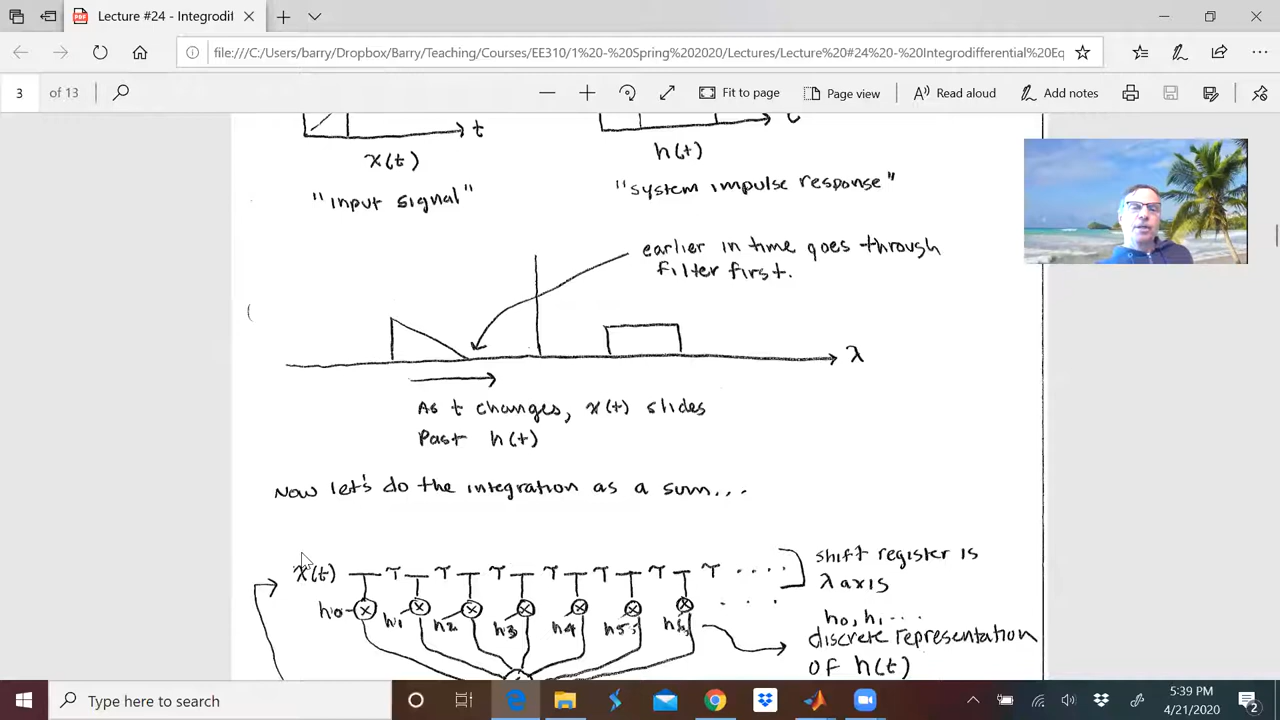 Lecture #24 - Integrodif
file:///C:/Users/barry/Dropbox/Barry/Teaching/Courses/EE310/1%20-%20Spring%202020/Lectures/Lecture%20#24%20-%20Integrodifferential%20Eq
3 of 13
Fit to page
Page view
Read aloud
Add notes
t
x(t)
h(t)
"input signal"
"system impulse response"
earlier in time goes through
filter first.
λ
As t changes, x(t) slides
Past h(t)
Now let's do the integration as a sum...
x(t) T T T T T T T ....
shift register is
λ axis
h0 h1 h2 h3 h4 h5 ...
h0, h1 ...
discrete representation
of h(t)
Type here to search
5:39 PM
4/21/2020
2